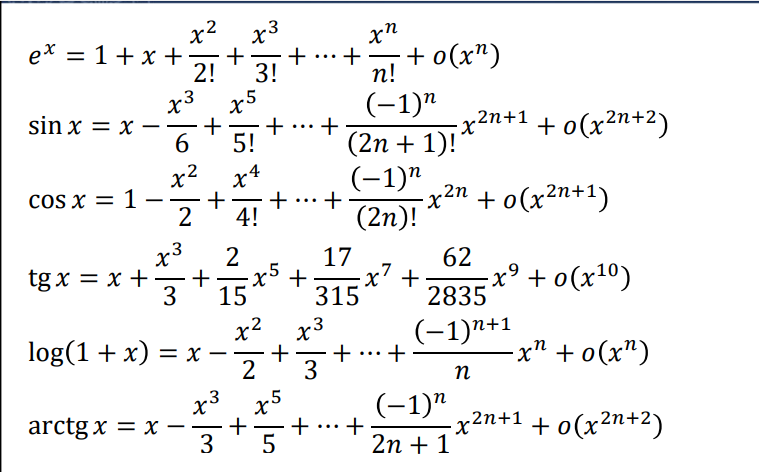 e^x = 1 + x + x^2/2! + x^3/3! + ⋯ + x^n/n! + o(x^n)
sin x = x − x^3/6 + x^5/5! + ⋯ + (−1)^n/(2n + 1)! x^{2n+1} + o(x^{2n+2})
cos x = 1 − x^2/2 + x^4/4! + ⋯ + (−1)^n/(2n)! x^{2n} + o(x^{2n+1})
tg x = x + x^3/3 + 2/15 x^5 + 17/315 x^7 + 62/2835 x^9 + o(x^{10})
log(1 + x) = x − x^2/2 + x^3/3 + ⋯ + (−1)^{n+1}/n x^n + o(x^n)
arctg x = x − x^3/3 + x^5/5 + ⋯ + (−1)^n/(2n + 1) x^{2n+1} + o(x^{2n+2})